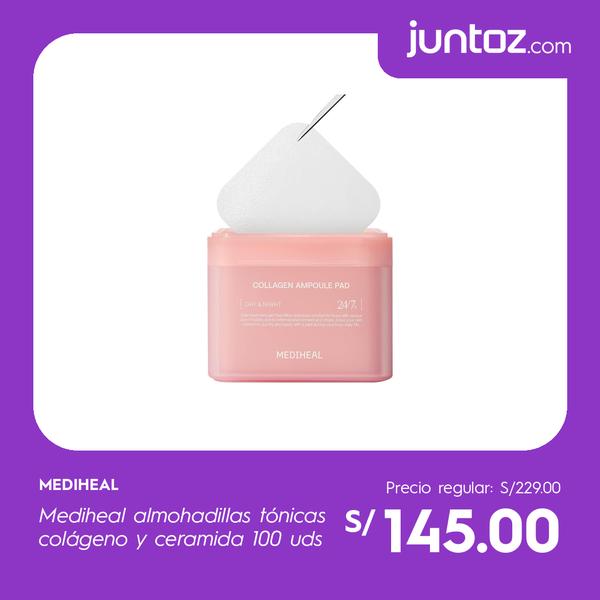 juntoz.com
COLLAGEN AMPOULE PAD
DAY & NIGHT
24/7
MEDIHEAL
MEDIHEAL
Mediheal almohadillas tónicas
colágeno y ceramida 100 uds
Precio regular: S/229.00
S/ 145.00